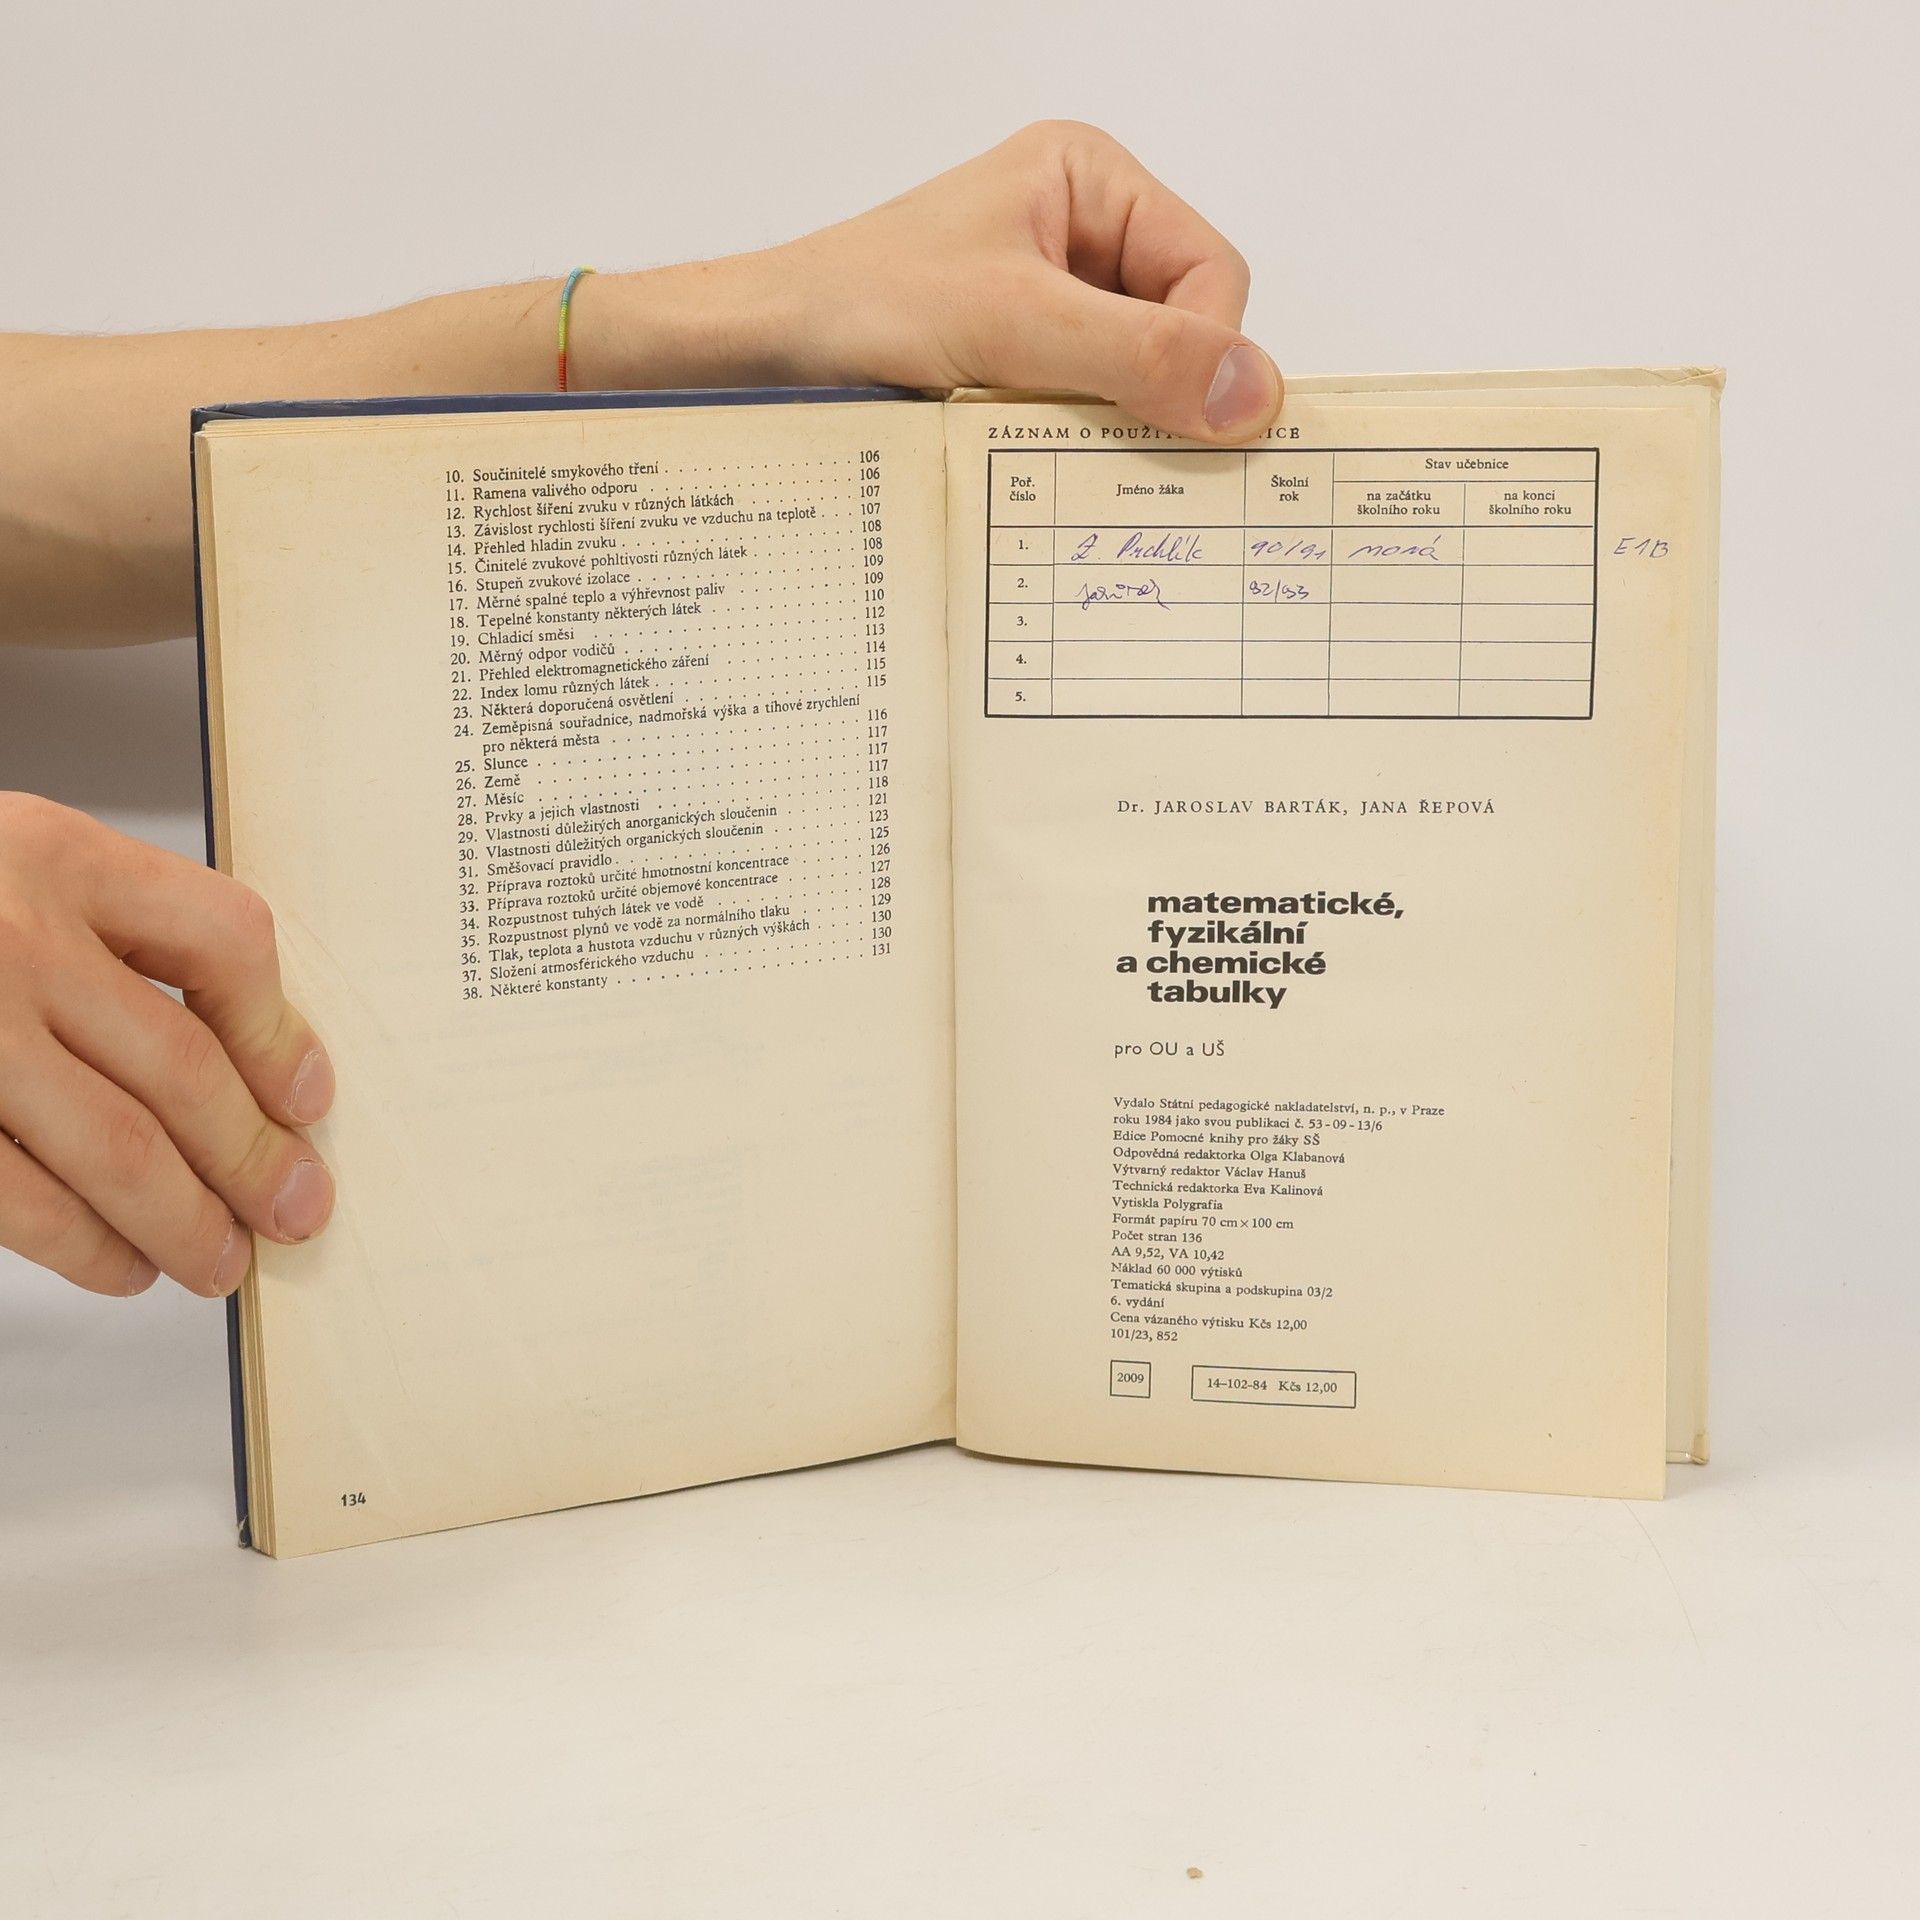 10. Součinitelé smykového tření . . . . . . . . . . . . . . 106
11. Ramena valivého odporu . . . . . . . . . . . . . . 106
12. Rychlost šíření zvuku v různých látkách . . . . . . . . 107
13. Závislost rychlosti šíření zvuku ve vzduchu na teplotě . . . 107
14. Přehled hladin zvuku . . . . . . . . . . . . . . . 108
15. Činitelé zvukové pohltivosti různých látek . . . . . . . . 108
16. Stupeň zvukové izolace . . . . . . . . . . . . . . 109
17. Měrné spalné teplo a výhřevnost paliv . . . . . . . . . 109
18. Tepelné konstanty některých látek . . . . . . . . . . 110
19. Chladicí směsi . . . . . . . . . . . . . . . . 112
20. Měrný odpor vodičů . . . . . . . . . . . . . . . 113
21. Přehled elektromagnetického záření . . . . . . . . . . 114
22. Index lomu různých látek . . . . . . . . . . . . . 115
23. Některá doporučená osvětlení . . . . . . . . . . . . 115
24. Zeměpisná souřadnice, nadmořská výška a tíhové zrychlení
pro některá města . . . . . . . . . . . . . . . 116
25. Slunce . . . . . . . . . . . . . . . . . . . 117
26. Země . . . . . . . . . . . . . . . . . . . 117
27. Měsíc . . . . . . . . . . . . . . . . . . . 117
28. Prvky a jejich vlastnosti . . . . . . . . . . . . . 118
29. Vlastnosti důležitých anorganických sloučenin . . . . . . 121
30. Vlastnosti důležitých organických sloučenin . . . . . . . 123
31. Směšovací pravidlo . . . . . . . . . . . . . . . 125
32. Příprava roztoků určité hmotnostní koncentrace . . . . . . 126
33. Příprava roztoků určité objemové koncentrace . . . . . . 127
34. Rozpustnost tuhých látek ve vodě . . . . . . . . . . 128
35. Rozpustnost plynů ve vodě za normálního tlaku . . . . . . 129
36. Tlak, teplota a hustota vzduchu v různých výškách . . . . 130
37. Složení atmosférického vzduchu . . . . . . . . . . . 130
38. Některé konstanty . . . . . . . . . . . . . . . 131
134
ZÁZNAM O
Poř. číslo Jméno žáka Školní rok Stav učebnice
na začátku školního roku na konci školního roku
1. Z. Prchlík 90/91 nová E1B
2. 92/93
3.
4.
5.
Dr. JAROSLAV BARTÁK, JANA ŘEPOVÁ
matematické,
fyzikální
a chemické
tabulky
pro OU a UŠ
Vydalo Státní pedagogické nakladatelství, n. p., v Praze
roku 1984 jako svou publikaci č. 53-09-13/6
Edice Pomocné knihy pro žáky SŠ
Odpovědná redaktorka Olga Klabanová
Výtvarný redaktor Václav Hanuš
Technická redaktorka Eva Kalinová
Vytiskla Polygrafia
Formát papíru 70 cm × 100 cm
Počet stran 136
AA 9,52, VA 10,42
Náklad 60 000 výtisků
Tematická skupina a podskupina 03/2
6. vydání
Cena vázaného výtisku Kčs 12,00
101/23, 852
2009 14-102-84 Kčs 12,00